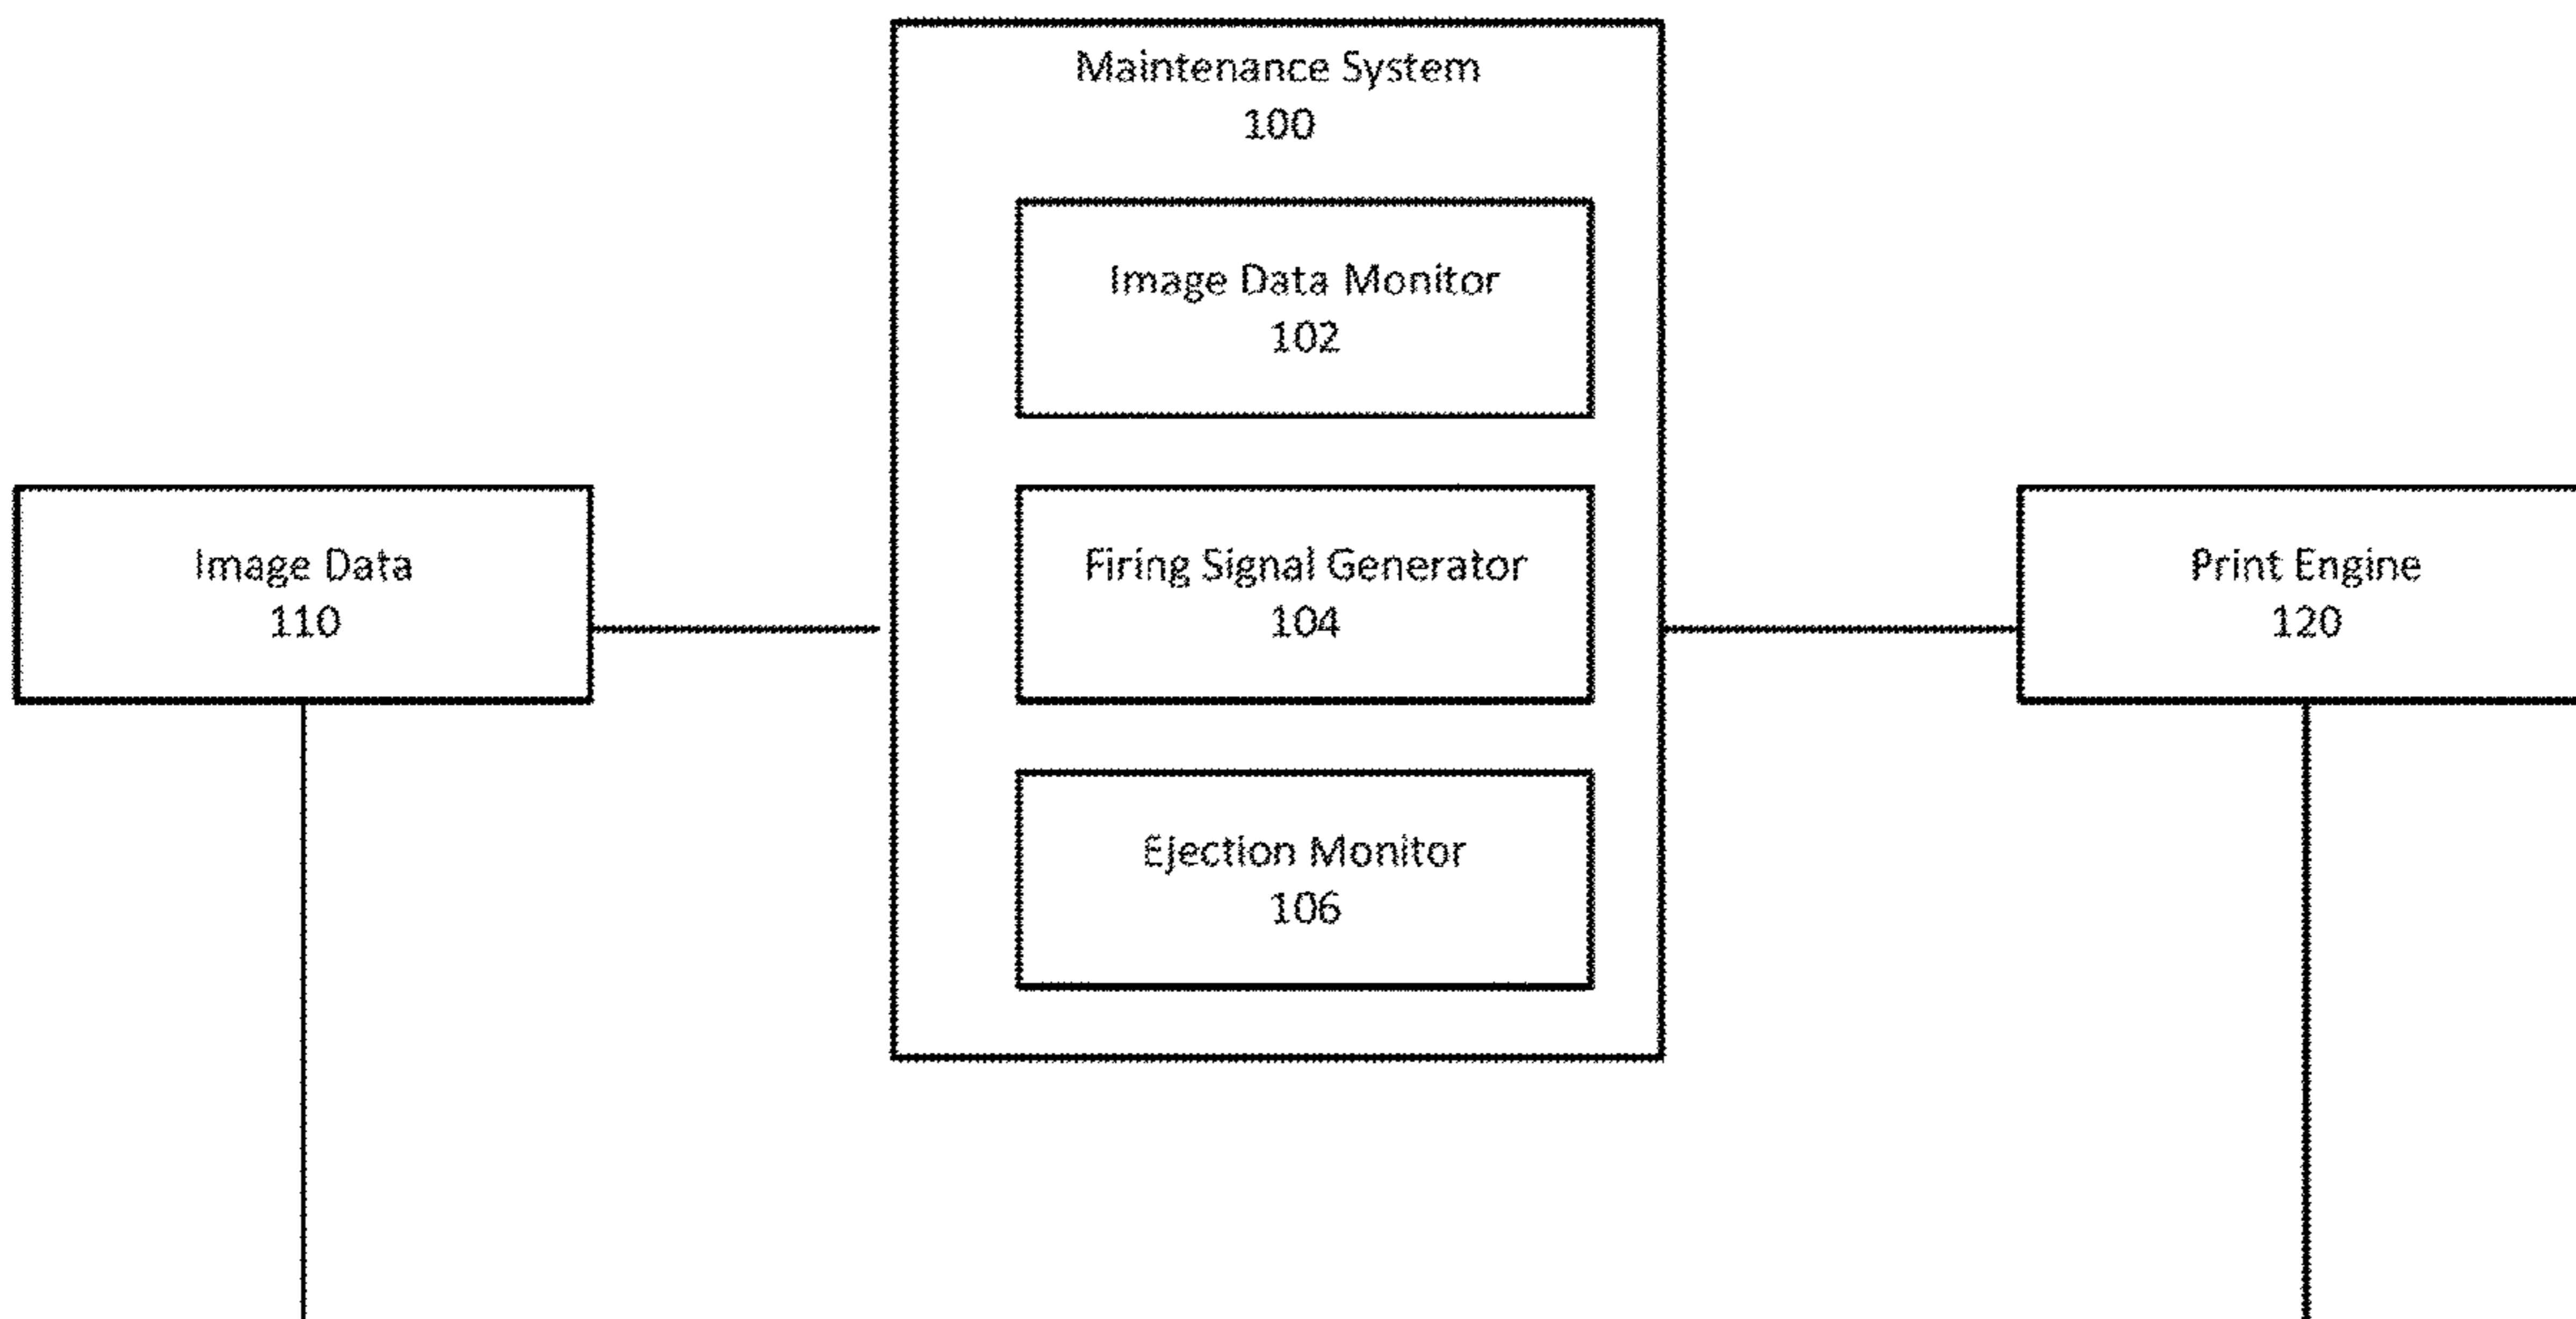 Maintenance System
100
Image Data Monitor
102
Image Data
110
Firing Signal Generator
104
Print Engine
120
Ejection Monitor
106